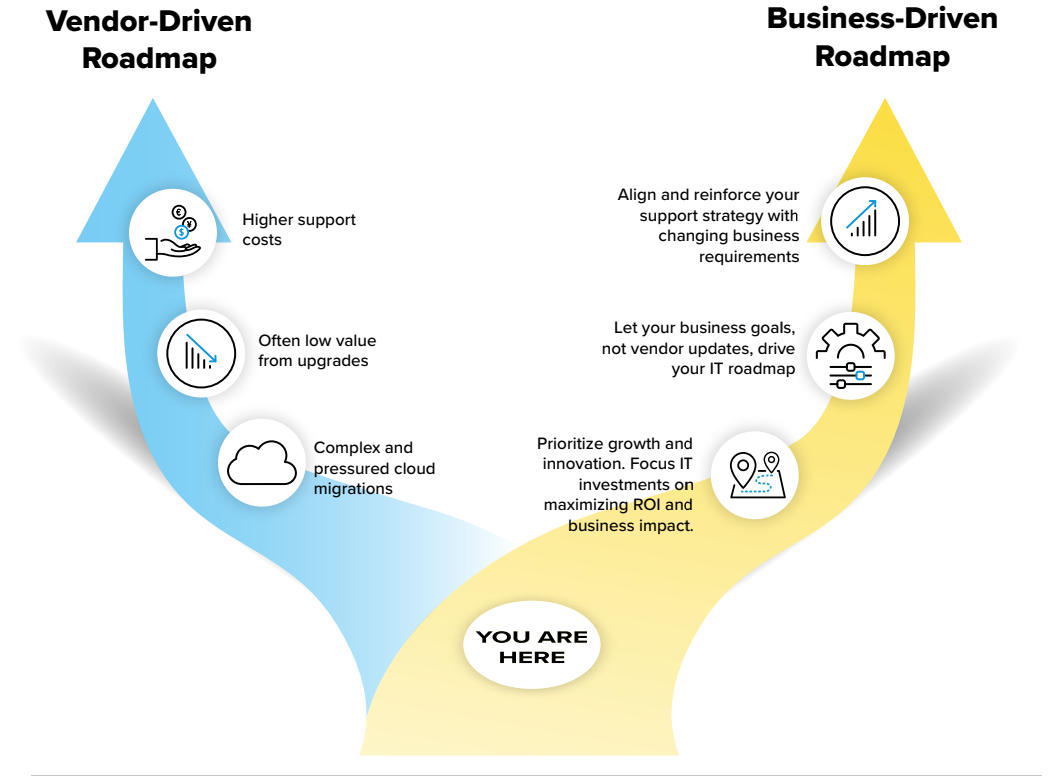 Vendor-Driven
Roadmap
Higher support
costs
Often low value
from upgrades
Complex and
pressured cloud
migrations
Business-Driven
Roadmap
Align and reinforce your
support strategy with
changing business
requirements
Let your business goals,
not vendor updates, drive
your IT roadmap
Prioritize growth and
innovation. Focus IT
investments on
maximizing ROI and
business impact.
YOU ARE
HERE
€
¥
$